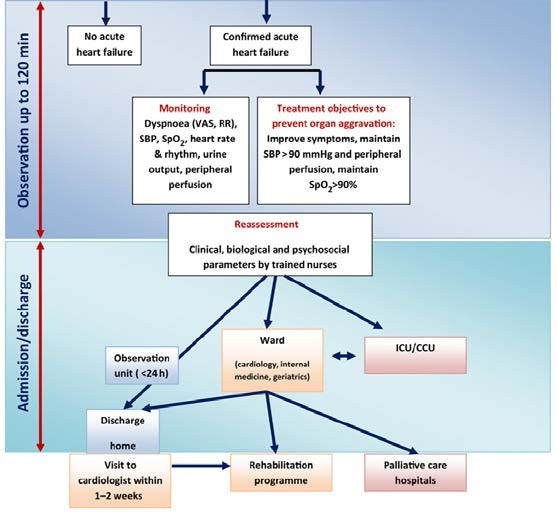 Observation up to 120 min
No acute
heart failure
Confirmed acute
heart failure
Monitoring
Dyspnoea (VAS, RR),
SBP, SpO2, heart rate
& rhythm, urine
output, peripheral
perfusion
Treatment objectives to
prevent organ aggravation:
Improve symptoms, maintain
SBP>90 mmHg and peripheral
perfusion, maintain
SpO2>90%
Reassessment
Clinical, biological and psychosocial
parameters by trained nurses
Admission/discharge
Observation
unit ( <24h)
Ward
(cardiology, internal
medicine, geriatrics)
ICU/CCU
Discharge
home
Visit to
cardiologist within
1–2 weeks
Rehabilitation
programme
Palliative care
hospitals